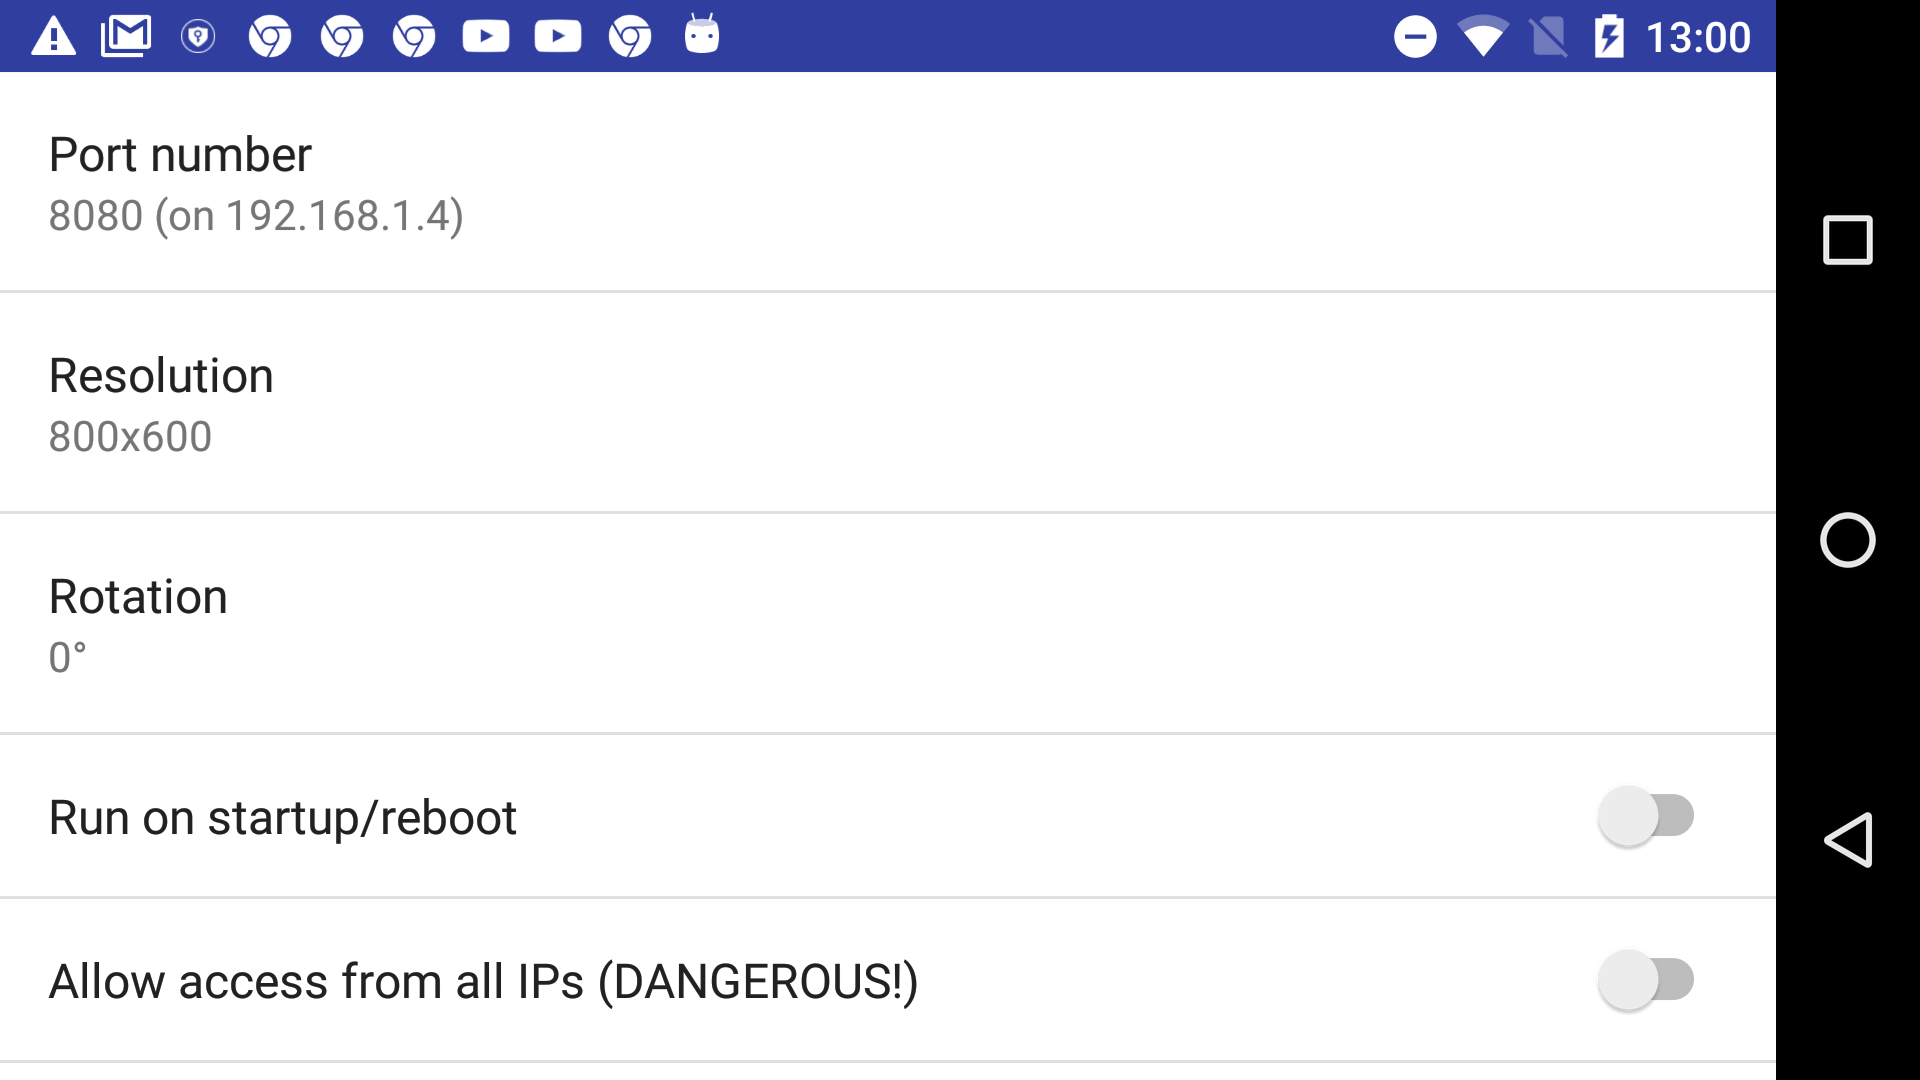 13:00
Port number
8080 (on 192.168.1.4)
Resolution
800x600
Rotation
0°
Run on startup/reboot
Allow access from all IPs (DANGEROUS!)